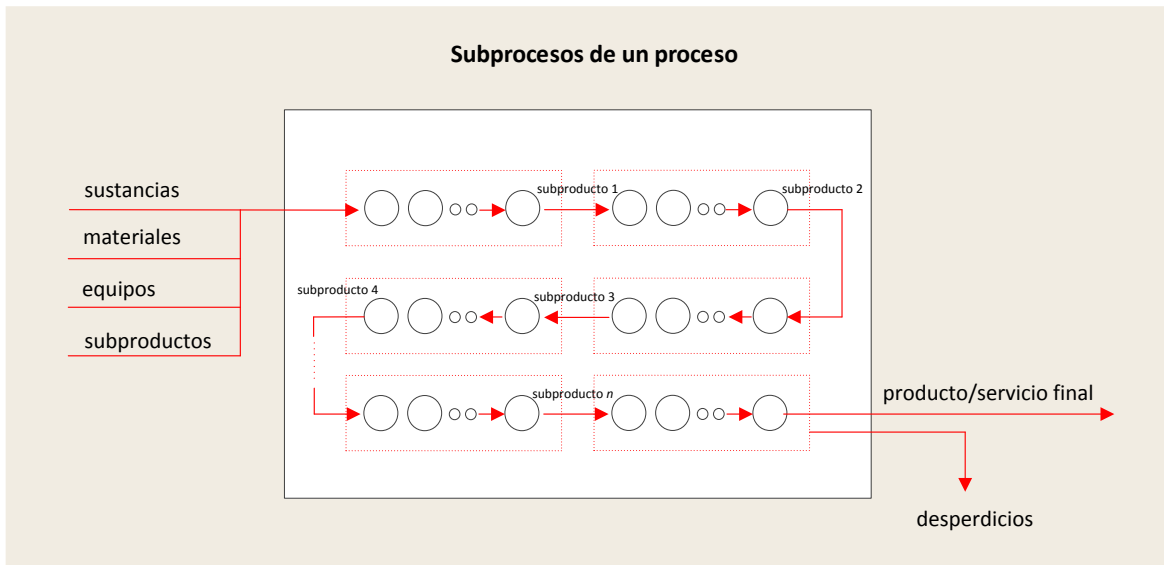 Subprocesos de un proceso
sustancias
materiales
equipos
subproductos
subproducto 1
subproducto 2
subproducto 4
subproducto 3
subproducto n
producto/servicio final
desperdicios